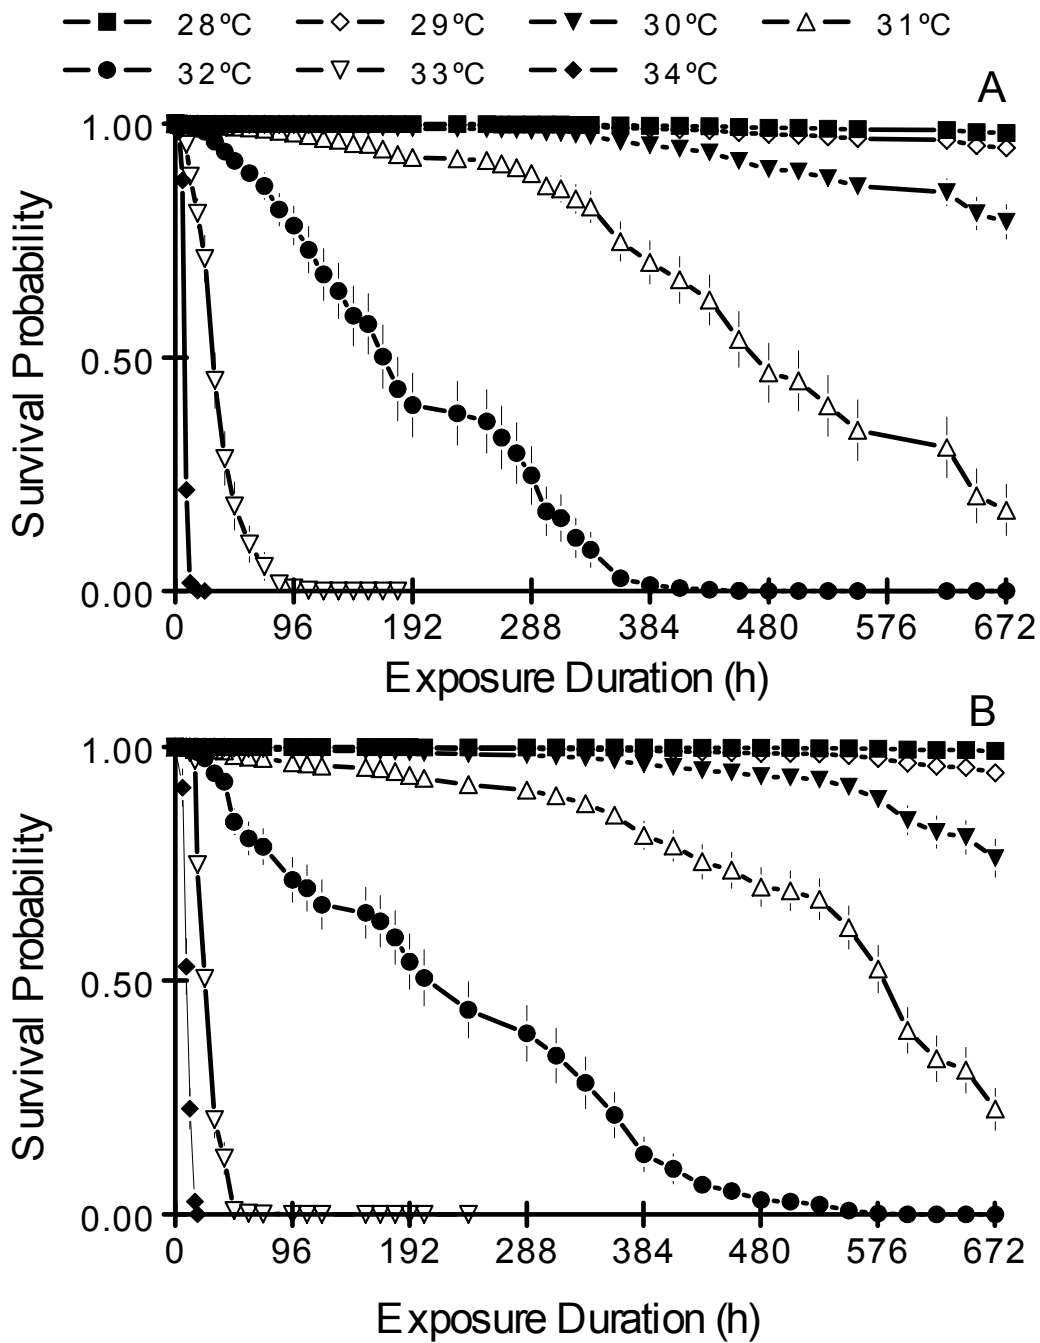 28ºC 29ºC 30ºC 31ºC
32ºC 33ºC 34ºC
A
1.00
0.50
0.00
Survival Probability
0 96 192 288 384 480 576 672
Exposure Duration (h)
B
1.00
0.50
0.00
Survival Probability
0 96 192 288 384 480 576 672
Exposure Duration (h)